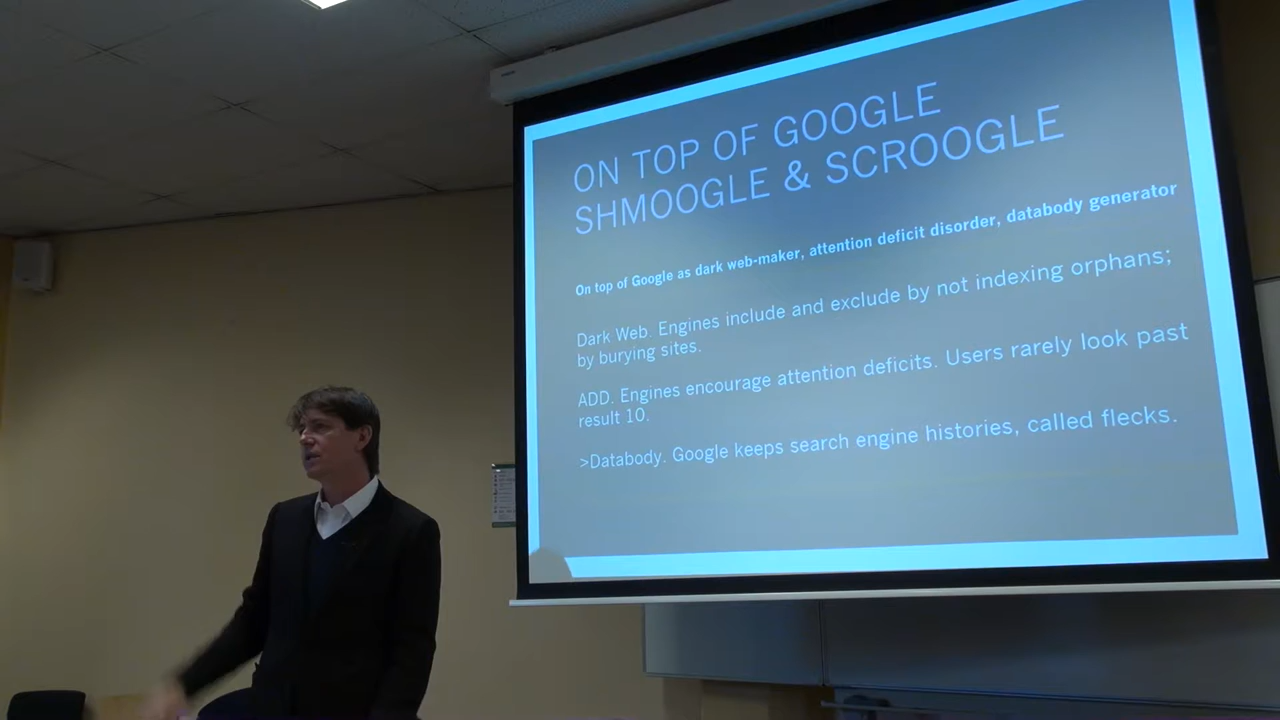 ON TOP OF GOOGLE
SHMOOGLE & SCROOGLE
On top of Google as dark web-maker, attention deficit disorder, databody generator
Dark Web. Engines include and exclude by not indexing orphans;
by burying sites.
ADD. Engines encourage attention deficits. Users rarely look past
result 10.
>Databody. Google keeps search engine histories, called flecks.